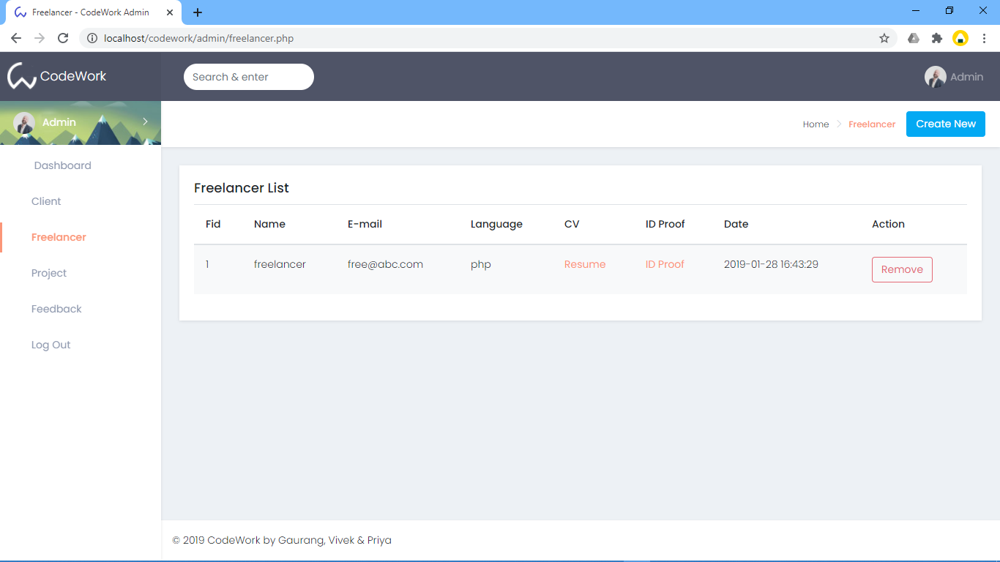 Freelancer - CodeWork Admin
localhost/codework/admin/freelancer.php
CodeWork
Search & enter
Admin
Admin
Home Freelancer Create New
Dashboard
Client
Freelancer
Project
Feedback
Log Out
Freelancer List
Fid Name E-mail Language CV ID Proof Date Action
1 freelancer free@abc.com php Resume ID Proof 2019-01-28 16:43:29 Remove
© 2019 CodeWork by Gaurang, Vivek & Priya